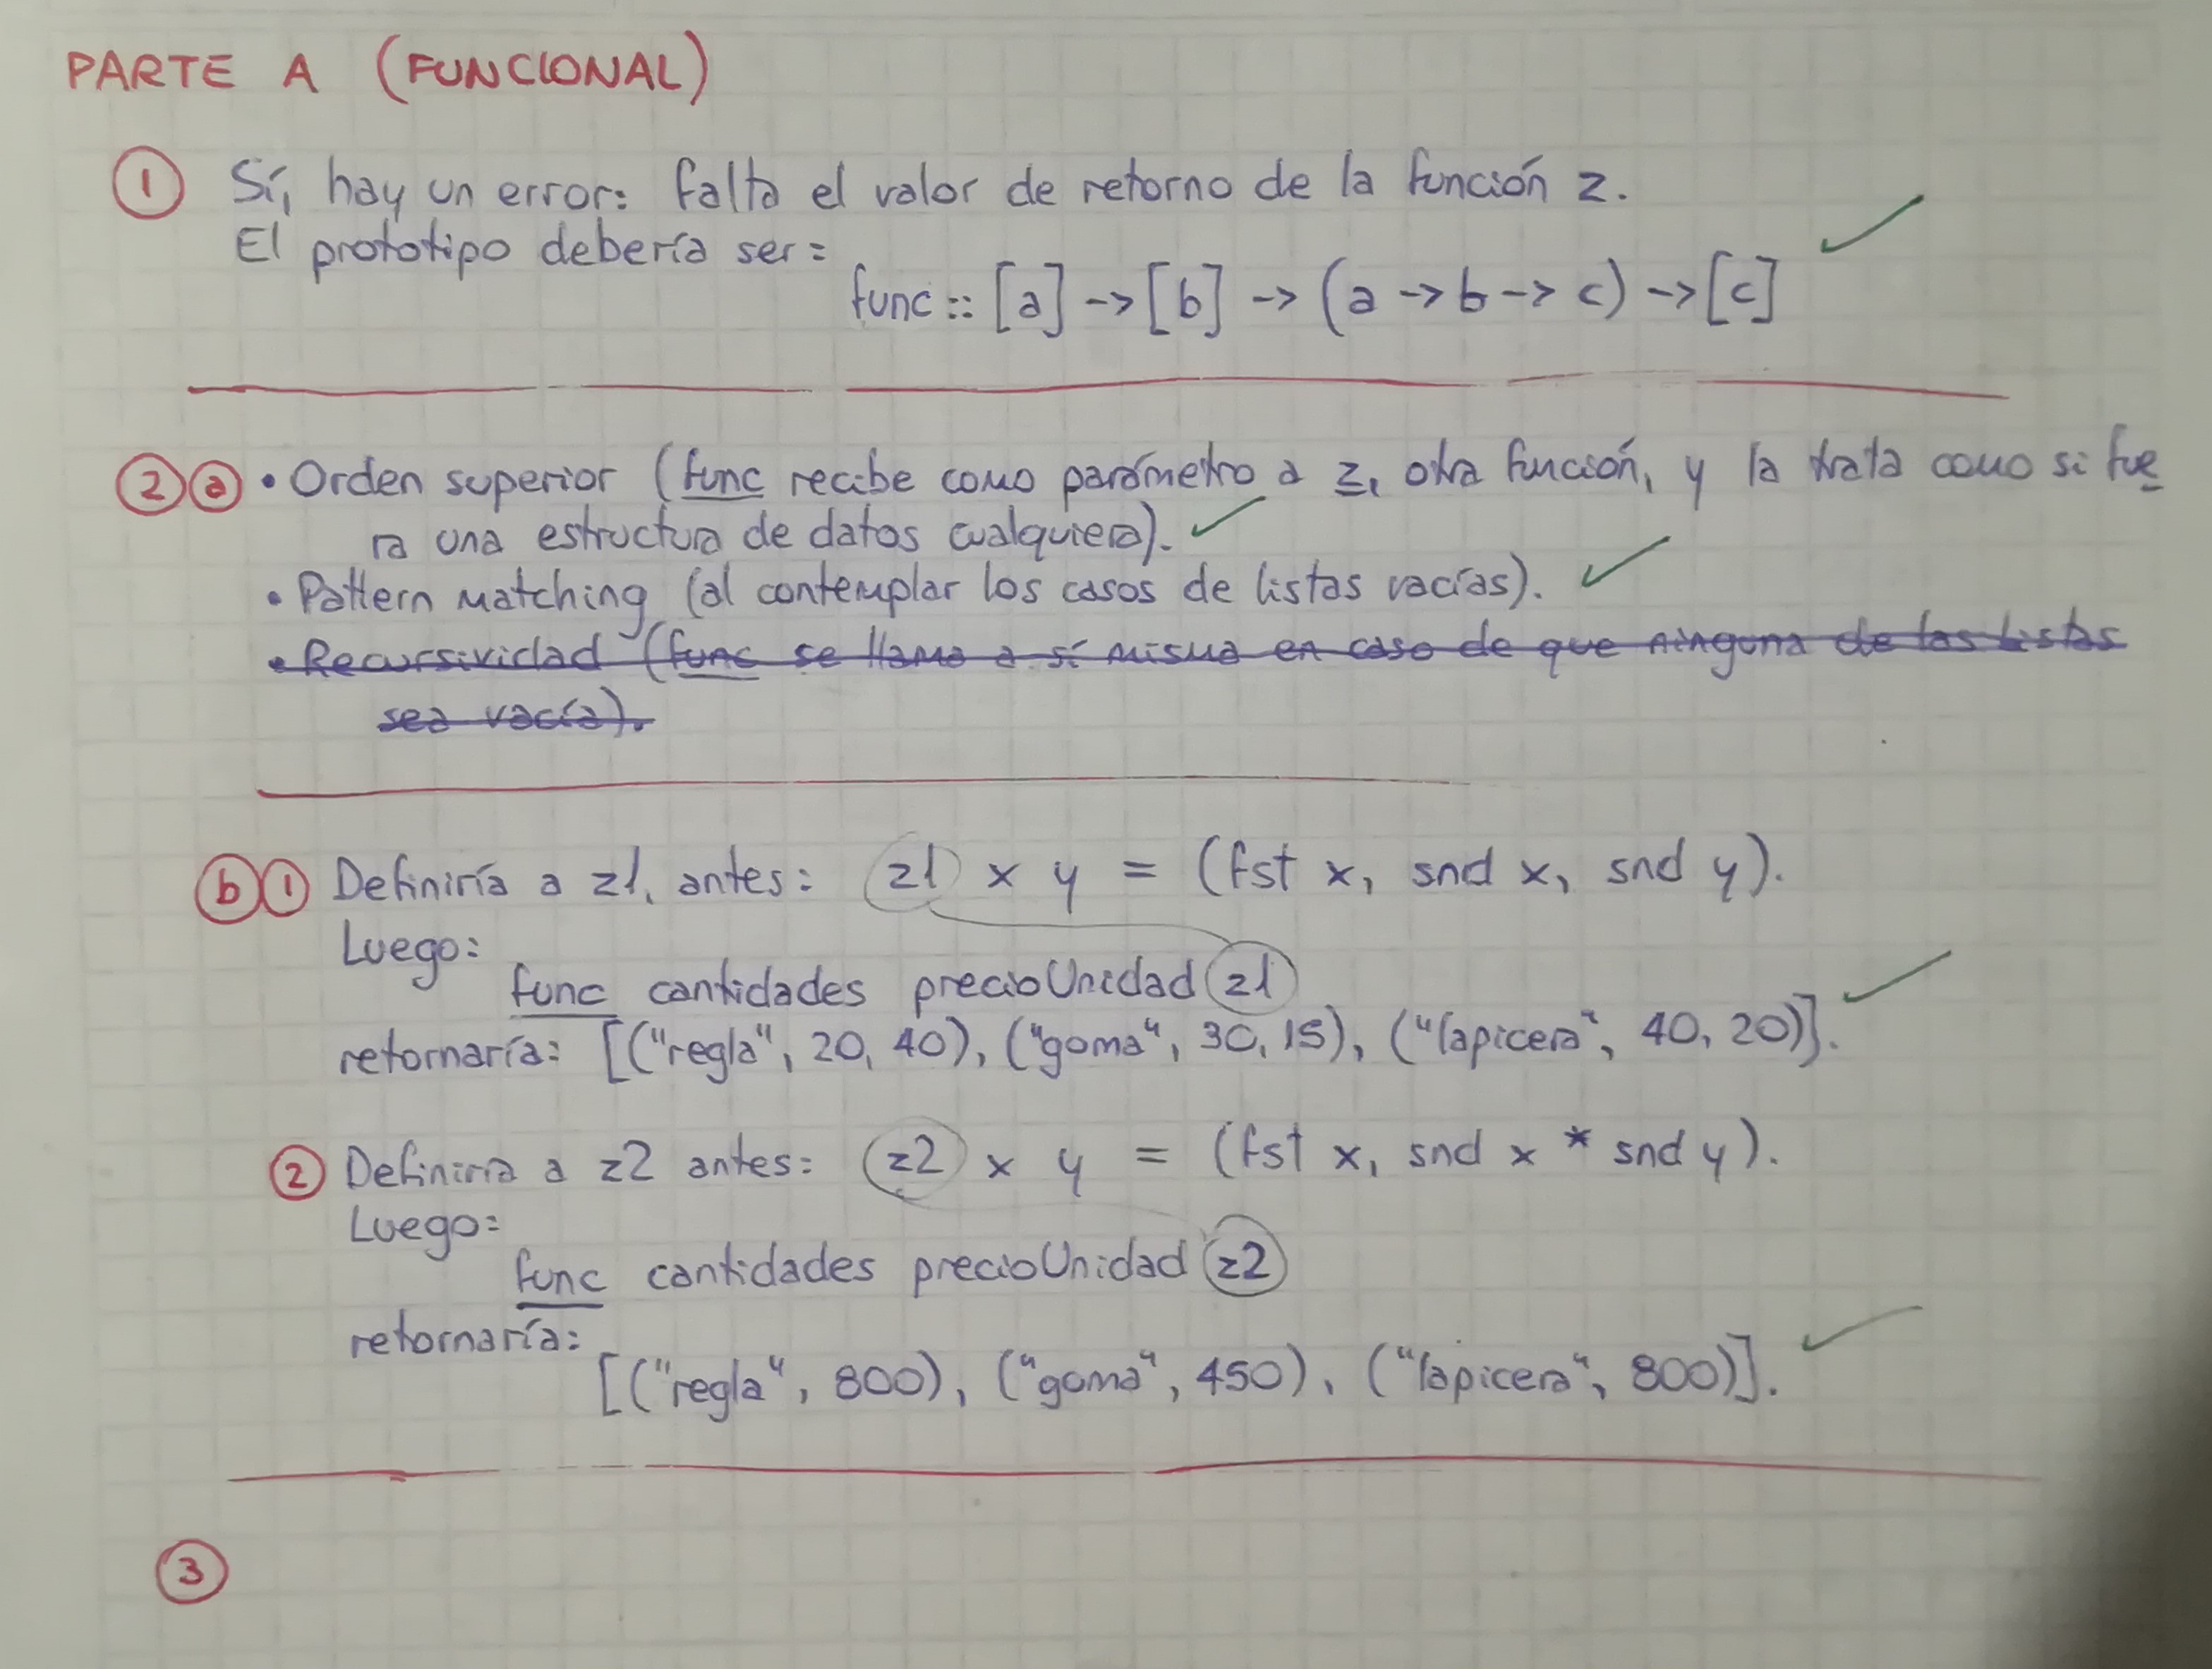 PARTE A (FUNCIONAL)
1 Sí, hay un error: falta el valor de retorno de la función z.
El prototipo debería ser:
func :: [a] -> [b] -> (a -> b -> c) -> [c]
2 a • Orden superior (func recibe como parámetro a z, otra función, y la trata como si fue
ra una estructura de datos cualquiera).
• Pattern matching (al contemplar los casos de listas vacías).
• Recursividad (func se llama a sí misma en caso de que ninguna de las listas
sea vacía).
b 1 Definiría a z1, antes: z1 x y = (fst x, snd x, snd y).
Luego:
func cantidades precioUnidad z1
retornaría: [("regla", 20, 40), ("goma", 30, 15), ("lapicera", 40, 20)].
2 Definiría a z2 antes: z2 x y = (fst x, snd x * snd y).
Luego:
func cantidades precioUnidad z2
retornaría:
[("regla", 800), ("goma", 450), ("lapicera", 800)].
3